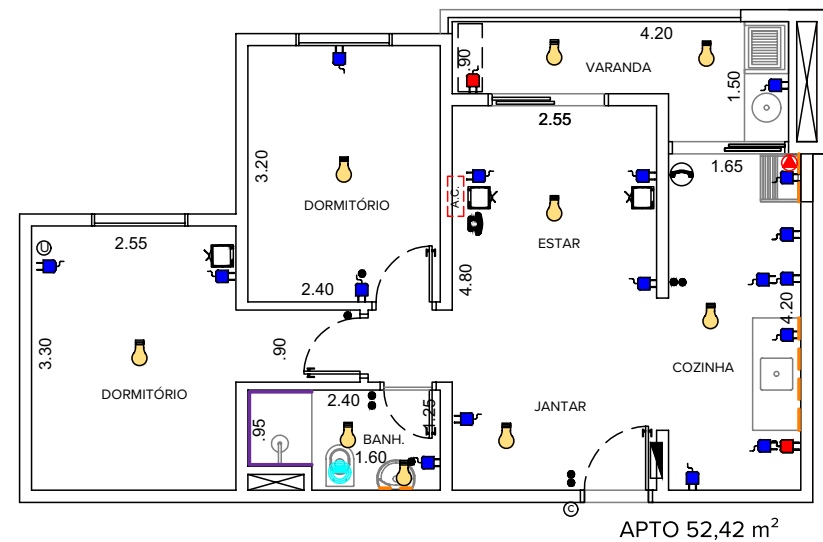 4.20
.90
VARANDA
1.50
2.55
1.65
3.20
DORMITÓRIO
A.C.
ESTAR
2.55
U
2.40
4.80
4.20
.90
3.30
COZINHA
DORMITÓRIO
2.40
1.25
JANTAR
.95
BANH.
1.60
C
APTO 52,42 m²